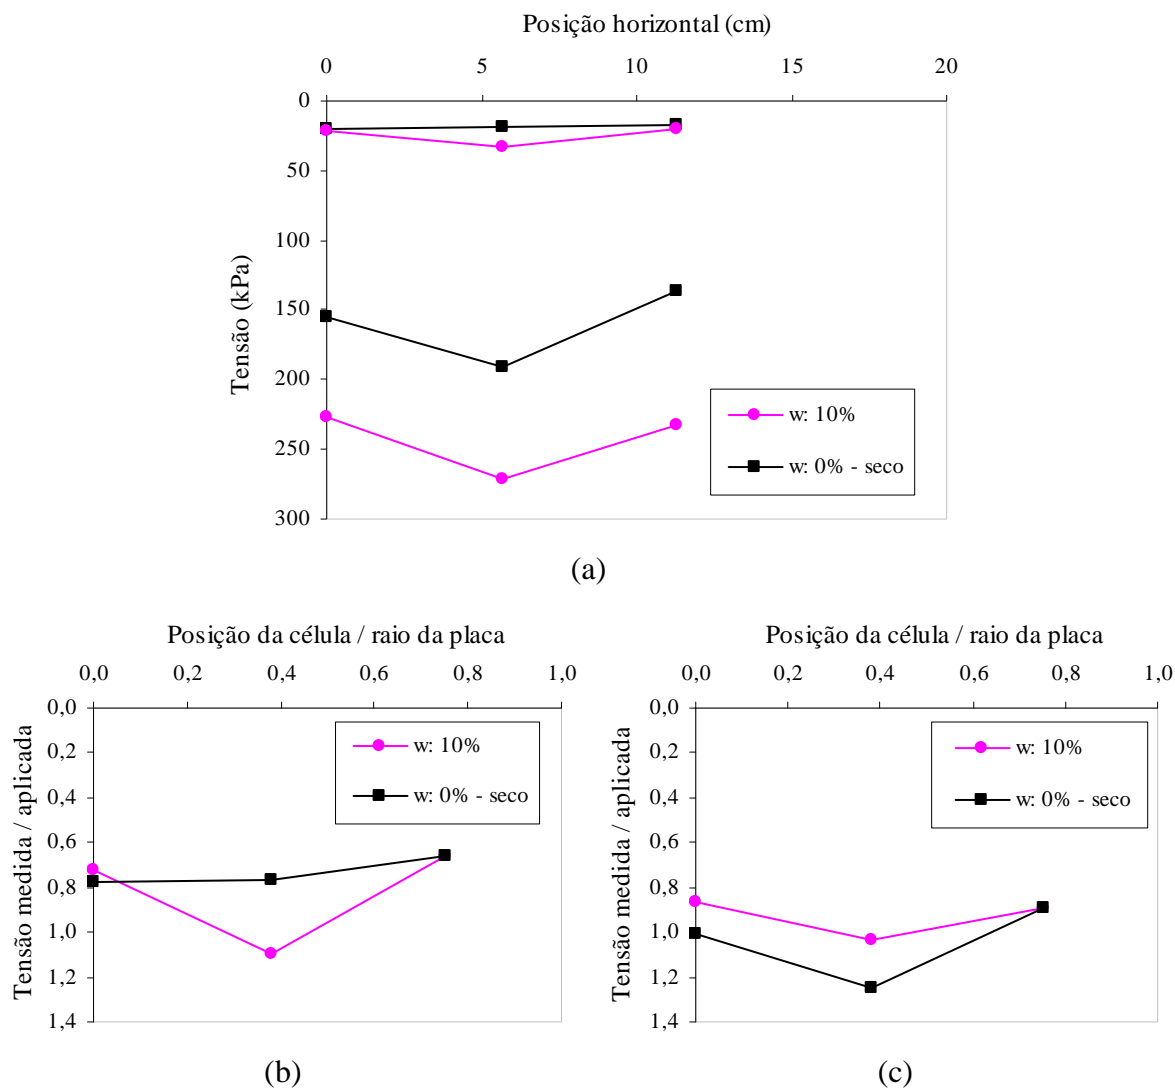 Posição horizontal (cm)
0 5 10 15 20
0
50
100
150
200
250
300
Tensão (kPa)
w: 10%
w: 0% - seco
(a)
Posição da célula / raio da placa
0,0 0,2 0,4 0,6 0,8 1,0
0,0
0,2
0,4
0,6
0,8
1,0
1,2
1,4
Tensão medida / aplicada
w: 10%
w: 0% - seco
(b)
Posição da célula / raio da placa
0,0 0,2 0,4 0,6 0,8 1,0
0,0
0,2
0,4
0,6
0,8
1,0
1,2
1,4
Tensão medida / aplicada
w: 10%
w: 0% - seco
(c)